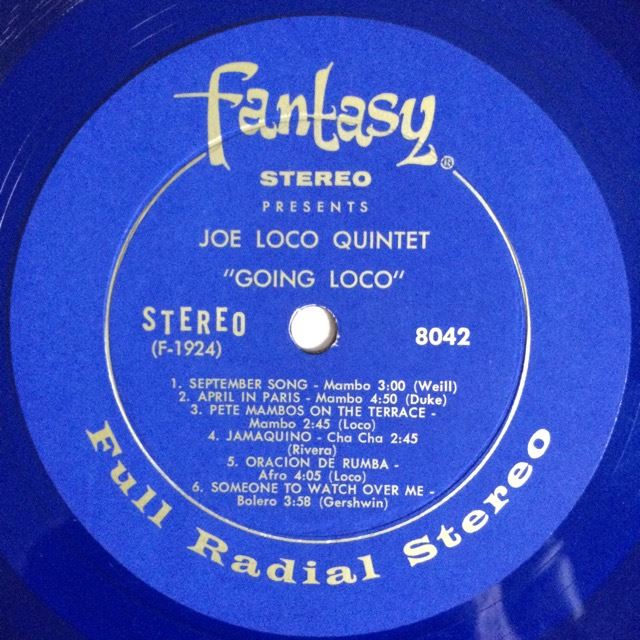 Fantasy®
STEREO
PRESENTS
JOE LOCO QUINTET
"GOING LOCO"
STEREO
(F-1924)
8042
1. SEPTEMBER SONG - Mambo 3:00 (Weill)
2. APRIL IN PARIS - Mambo 4:50 (Duke)
3. PETE MAMBOS ON THE TERRACE -
Mambo 2:45 (Loco)
4. JAMAQUINO - Cha Cha 2:45
(Rivera)
5. ORACION DE RUMBA -
Afro 4:05 (Loco)
6. SOMEONE TO WATCH OVER ME -
Bolero 3:58 (Gershwin)
Full Radial Stereo